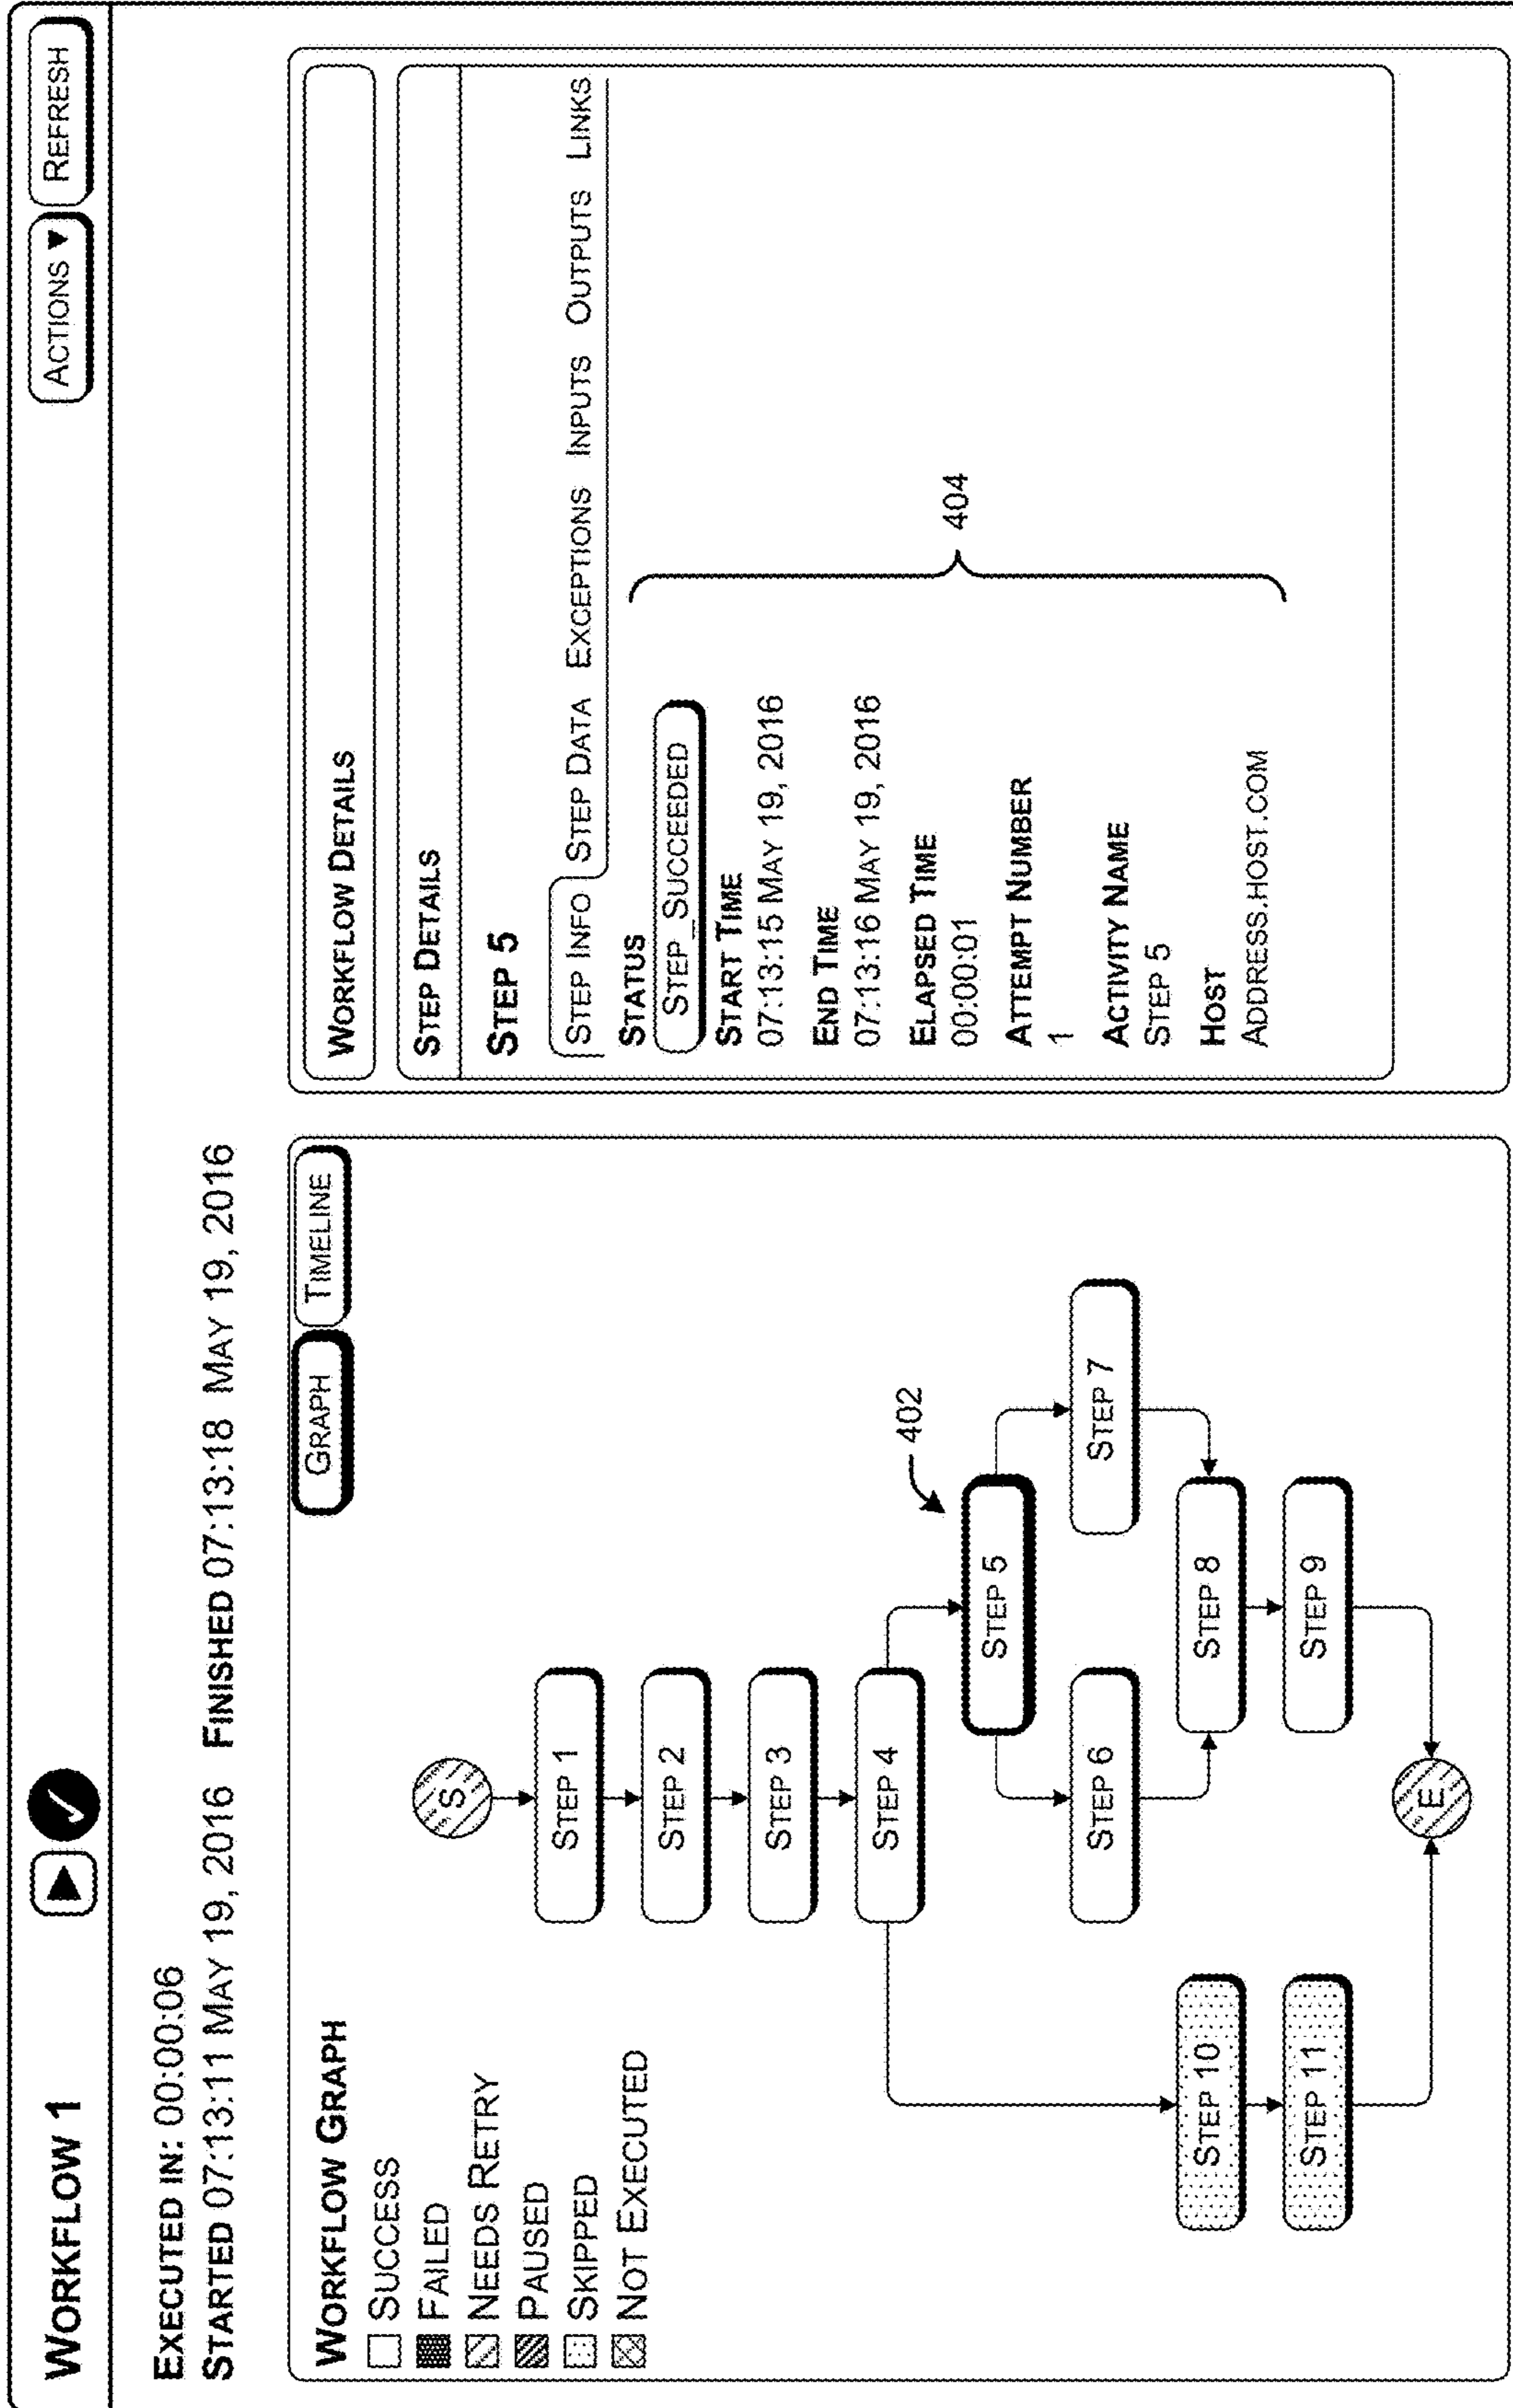 WORKFLOW 1
ACTIONS ▼ REFRESH
EXECUTED IN: 00:00:06
STARTED 07:13:11 MAY 19, 2016 FINISHED 07:13:18 MAY 19, 2016
GRAPH TIMELINE
WORKFLOW GRAPH
SUCCESS
FAILED
NEEDS RETRY
PAUSED
SKIPPED
NOT EXECUTED
S
STEP 1
STEP 2
STEP 3
STEP 4
402
STEP 5
STEP 6
STEP 7
STEP 10
STEP 8
STEP 11
STEP 9
E
WORKFLOW DETAILS
STEP DETAILS
STEP 5
STEP INFO STEP DATA EXCEPTIONS INPUTS OUTPUTS LINKS
STATUS
STEP_SUCCEEDED
START TIME
07:13:15 MAY 19, 2016
END TIME
07:13:16 MAY 19, 2016
ELAPSED TIME
00:00:01
404
ATTEMPT NUMBER
1
ACTIVITY NAME
STEP 5
HOST
ADDRESS.HOST.COM